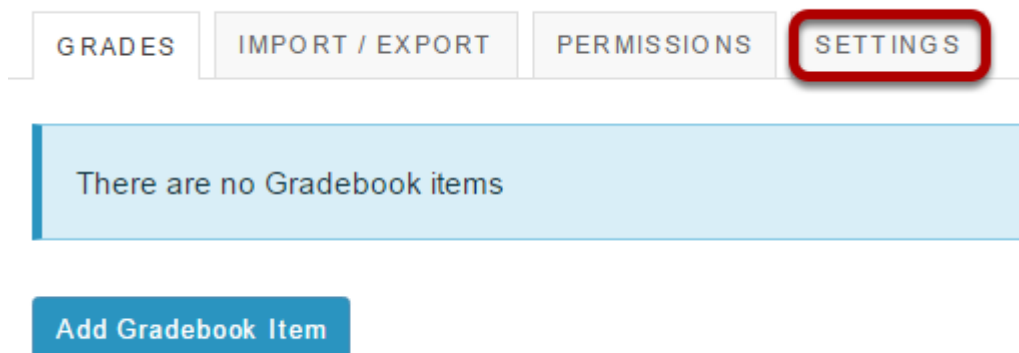 GRADES IMPORT / EXPORT PERMISSIONS SETTINGS
There are no Gradebook items
Add Gradebook Item